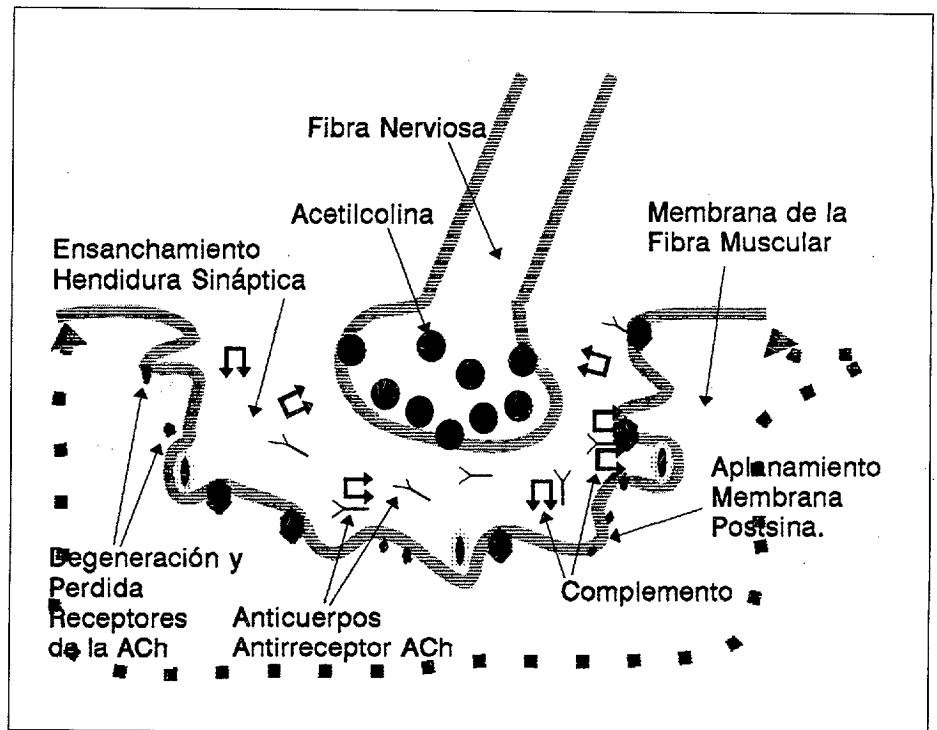 Fibra Nerviosa
Acetilcolina
Membrana de la
Fibra Muscular
Ensanchamiento
Hendidura Sináptica
Aplanamiento
Membrana
Postsina.
Degeneración y
Perdida
Receptores
de la ACh
Anticuerpos
Antirreceptor ACh
Complemento